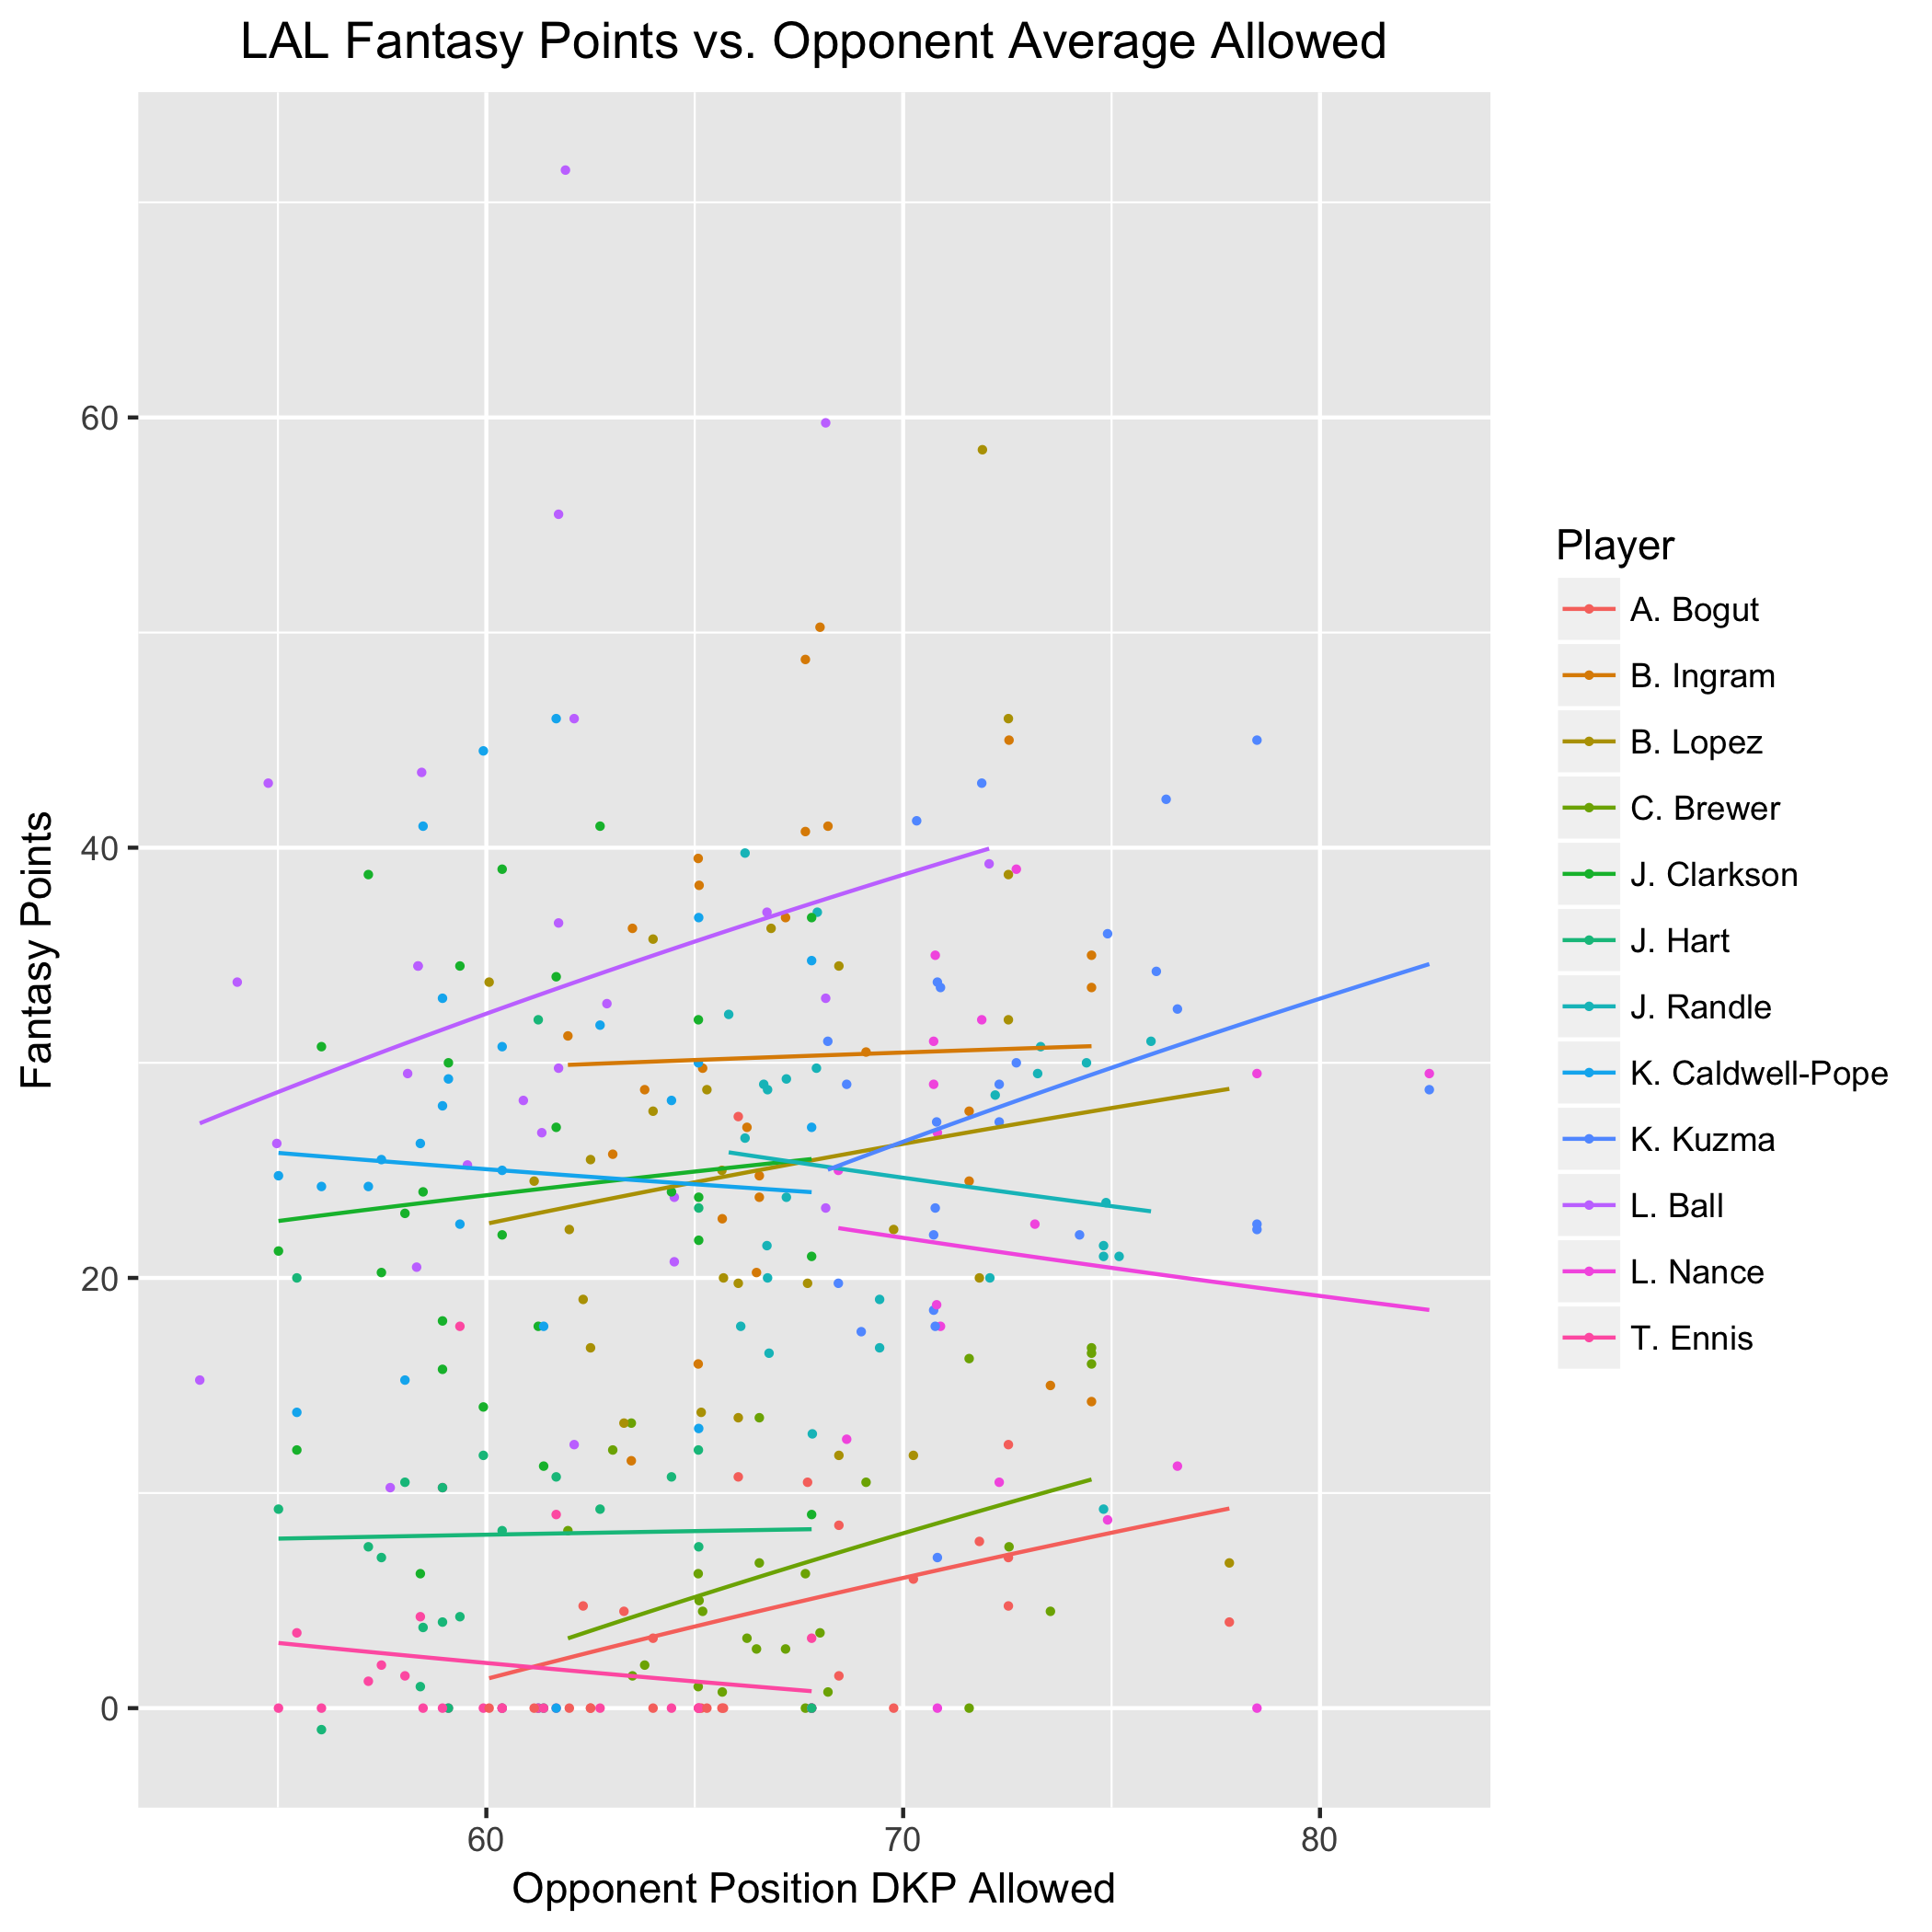 LAL Fantasy Points vs. Opponent Average Allowed
60
40
20
0
Fantasy Points
60 70 80
Opponent Position DKP Allowed
Player
A. Bogut
B. Ingram
B. Lopez
C. Brewer
J. Clarkson
J. Hart
J. Randle
K. Caldwell-Pope
K. Kuzma
L. Ball
L. Nance
T. Ennis